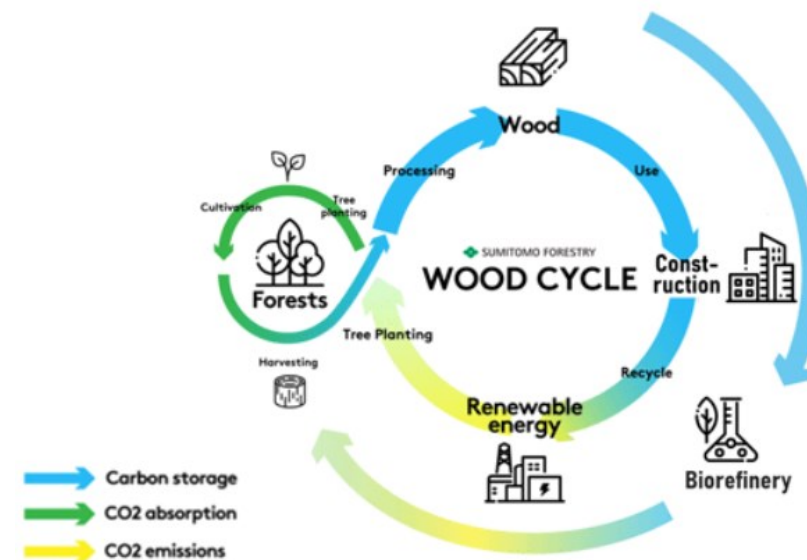 Wood
Processing
Use
Cultivation
Tree
planting
SUMITOMO FORESTRY
WOOD CYCLE
Const-
ruction
Forests
Tree Planting
Harvesting
Recycle
Renewable
energy
Biorefinery
Carbon storage
CO2 absorption
CO2 emissions